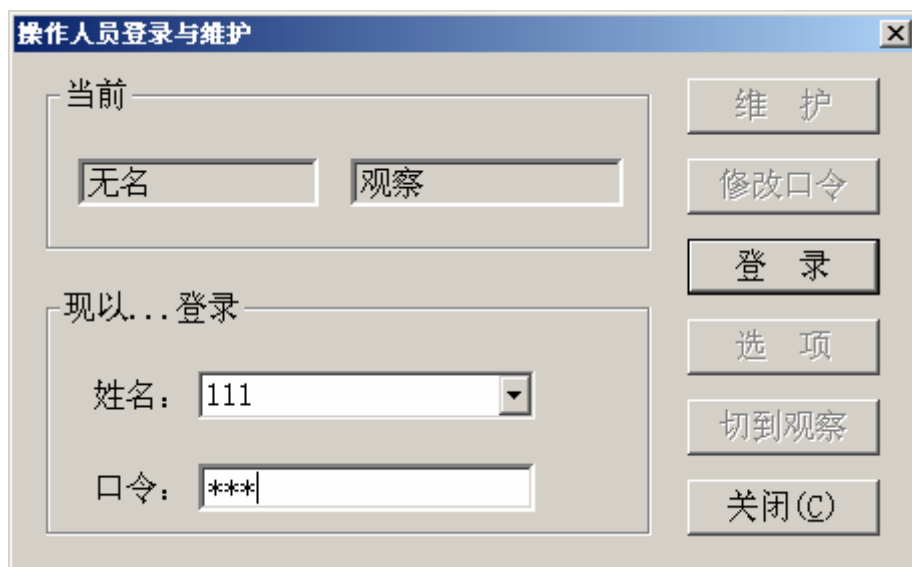 操作人员登录与维护
当前
无名 观察
现以...登录
姓名: 111
口令: ***
维 护
修改口令
登 录
选 项
切到观察
关闭(C)